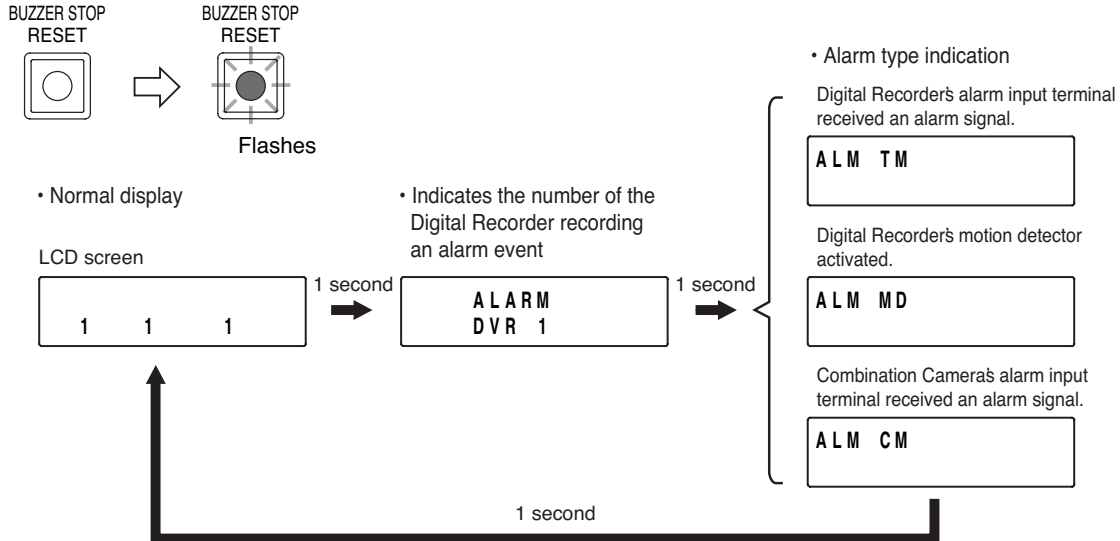 BUZZER STOP
RESET
BUZZER STOP
RESET
Flashes
・Normal display
LCD screen
1 1 1
1 second
・Indicates the number of the
Digital Recorder recording
an alarm event
ALARM
DVR 1
1 second
・Alarm type indication
Digital Recorder's alarm input terminal
received an alarm signal.
ALM TM
Digital Recorder's motion detector
activated.
ALM MD
Combination Camera's alarm input
terminal received an alarm signal.
ALM CM
1 second